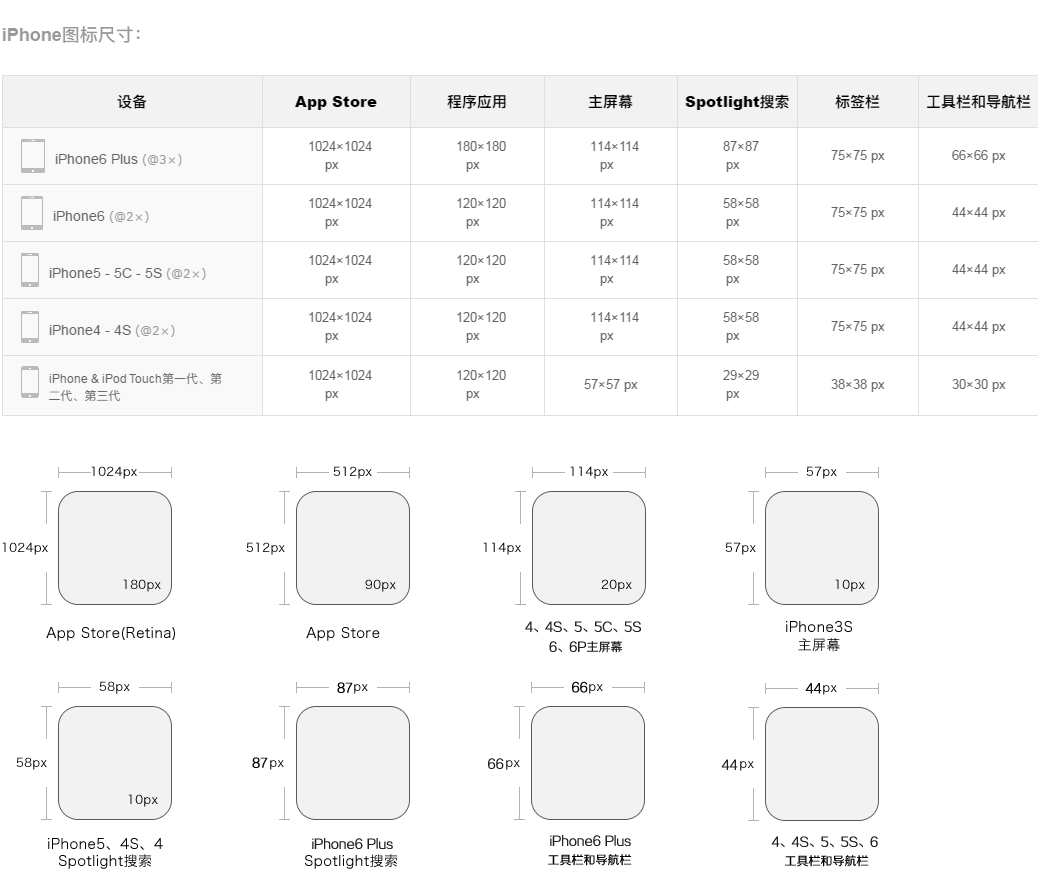 iPhone图标尺寸：
设备 App Store 程序应用 主屏幕 Spotlight搜索 标签栏 工具栏和导航栏
iPhone6 Plus (@3×) 1024×1024 px 180×180 px 114×114 px 87×87 px 75×75 px 66×66 px
iPhone6 (@2×) 1024×1024 px 120×120 px 114×114 px 58×58 px 75×75 px 44×44 px
iPhone5 - 5C - 5S (@2×) 1024×1024 px 120×120 px 114×114 px 58×58 px 75×75 px 44×44 px
iPhone4 - 4S (@2×) 1024×1024 px 120×120 px 114×114 px 58×58 px 75×75 px 44×44 px
iPhone & iPod Touch第一代、第二代、第三代 1024×1024 px 120×120 px 57×57 px 29×29 px 38×38 px 30×30 px
1024px 512px 114px 57px
1024px 512px 114px 57px
180px 90px 20px 10px
App Store(Retina) App Store 4、4S、5、5C、5S iPhone3S
6、6P主屏幕 主屏幕
58px 87px 66px 44px
58px 87px 66px 44px
10px
iPhone5、4S、4 iPhone6 Plus iPhone6 Plus 4、4S、5、5S、6
Spotlight搜索 Spotlight搜索 工具栏和导航栏 工具栏和导航栏